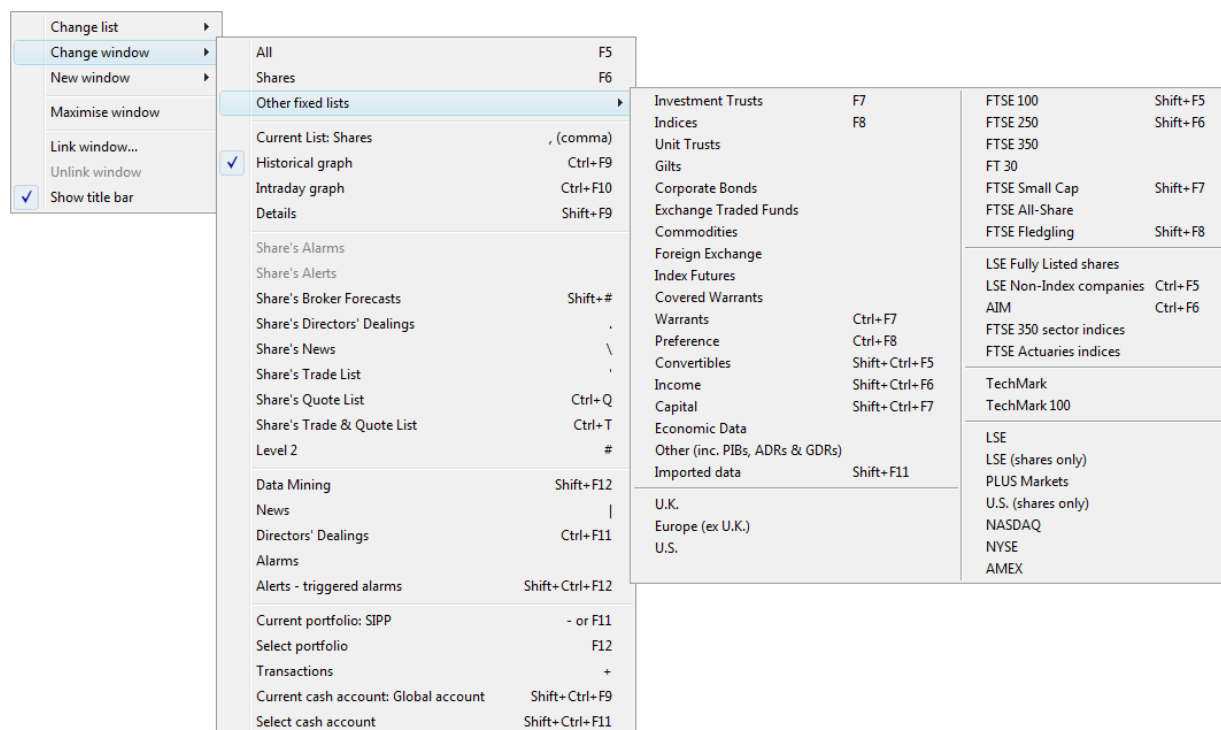 Change list
Change window
New window
Maximise window
Link window...
Unlink window
Show title bar
All F5
Shares F6
Other fixed lists
Current List: Shares , (comma)
Historical graph Ctrl+F9
Intraday graph Ctrl+F10
Details Shift+F9
Share's Alarms
Share's Alerts
Share's Broker Forecasts Shift+#
Share's Directors' Dealings .
Share's News \
Share's Trade List '
Share's Quote List Ctrl+Q
Share's Trade & Quote List Ctrl+T
Level 2 #
Data Mining Shift+F12
News |
Directors' Dealings Ctrl+F11
Alarms
Alerts - triggered alarms Shift+Ctrl+F12
Current portfolio: SIPP - or F11
Select portfolio F12
Transactions +
Current cash account: Global account Shift+Ctrl+F9
Select cash account Shift+Ctrl+F11
Investment Trusts F7
Indices F8
Unit Trusts
Gilts
Corporate Bonds
Exchange Traded Funds
Commodities
Foreign Exchange
Index Futures
Covered Warrants
Warrants Ctrl+F7
Preference Ctrl+F8
Convertibles Shift+Ctrl+F5
Income Shift+Ctrl+F6
Capital Shift+Ctrl+F7
Economic Data
Other (inc. PIBs, ADRs & GDRs)
Imported data Shift+F11
U.K.
Europe (ex U.K.)
U.S.
FTSE 100 Shift+F5
FTSE 250 Shift+F6
FTSE 350
FT 30
FTSE Small Cap Shift+F7
FTSE All-Share
FTSE Fledgling Shift+F8
LSE Fully Listed shares
LSE Non-Index companies Ctrl+F5
AIM Ctrl+F6
FTSE 350 sector indices
FTSE Actuaries indices
TechMark
TechMark 100
LSE
LSE (shares only)
PLUS Markets
U.S. (shares only)
NASDAQ
NYSE
AMEX